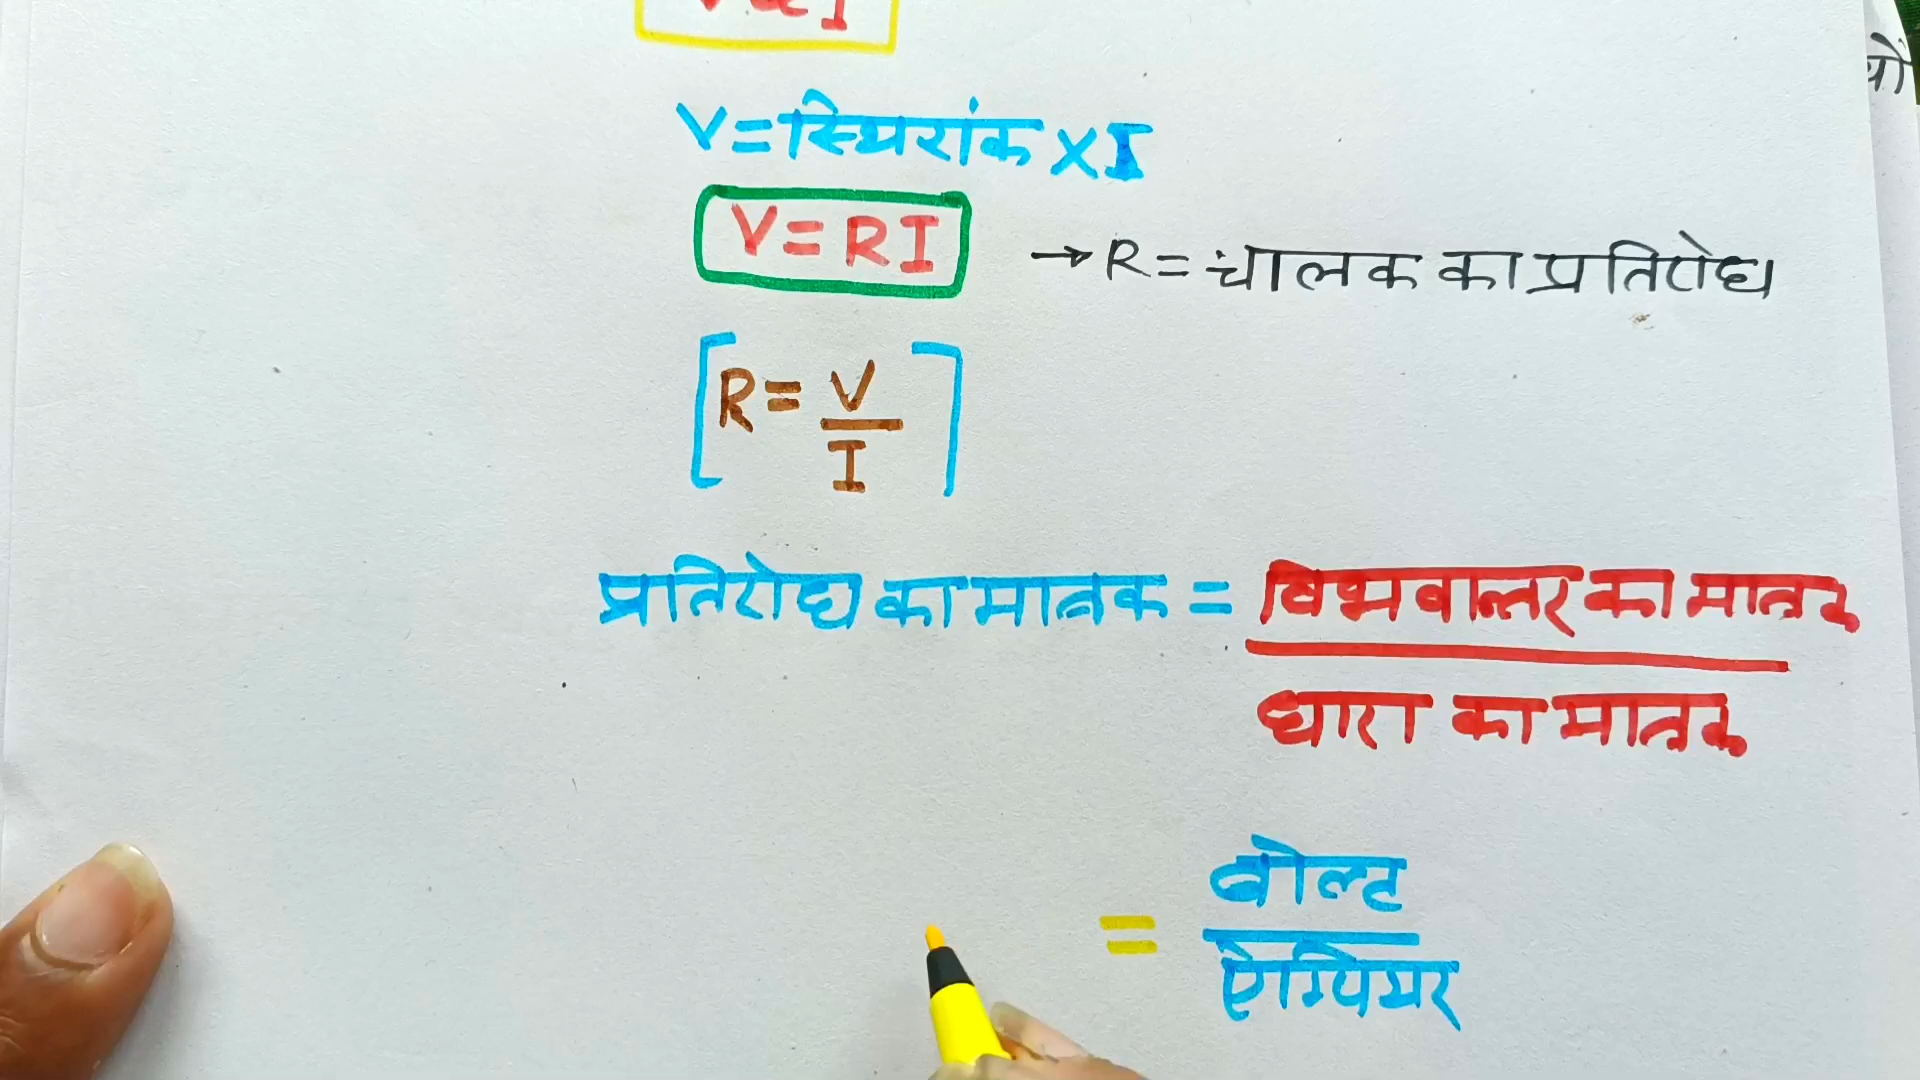 V∝I
V=स्थिरांक×I
V=RI → R=चालक का प्रतिरोध
R=V/I
प्रतिरोध का मात्रक = विभवान्तर का मात्रक
धारा का मात्रक
= वोल्ट
ऐम्पियर